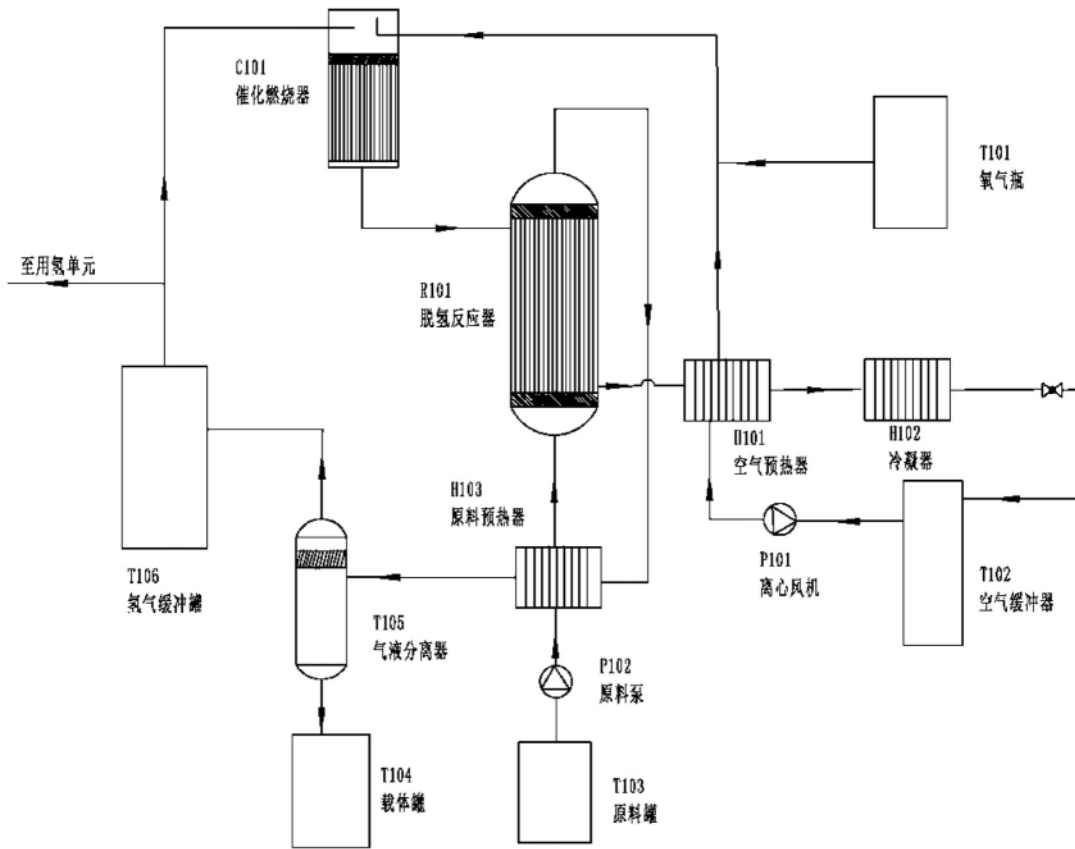 C101
催化燃烧器
T101
氧气瓶
至用氢单元
R101
脱氢反应器
H101
空气预热器
H102
冷凝器
H103
原料预热器
P101
离心风机
T102
空气缓冲器
T106
氢气缓冲罐
T105
气液分离器
P102
原料泵
T104
载体罐
T103
原料罐